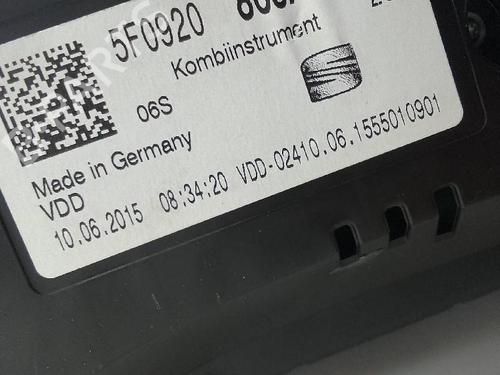 5F0920
Kombiinstrument
06S
Made in Germany
VDD
10.06.2015 08:34:20 VDD-02410.06.1555010901